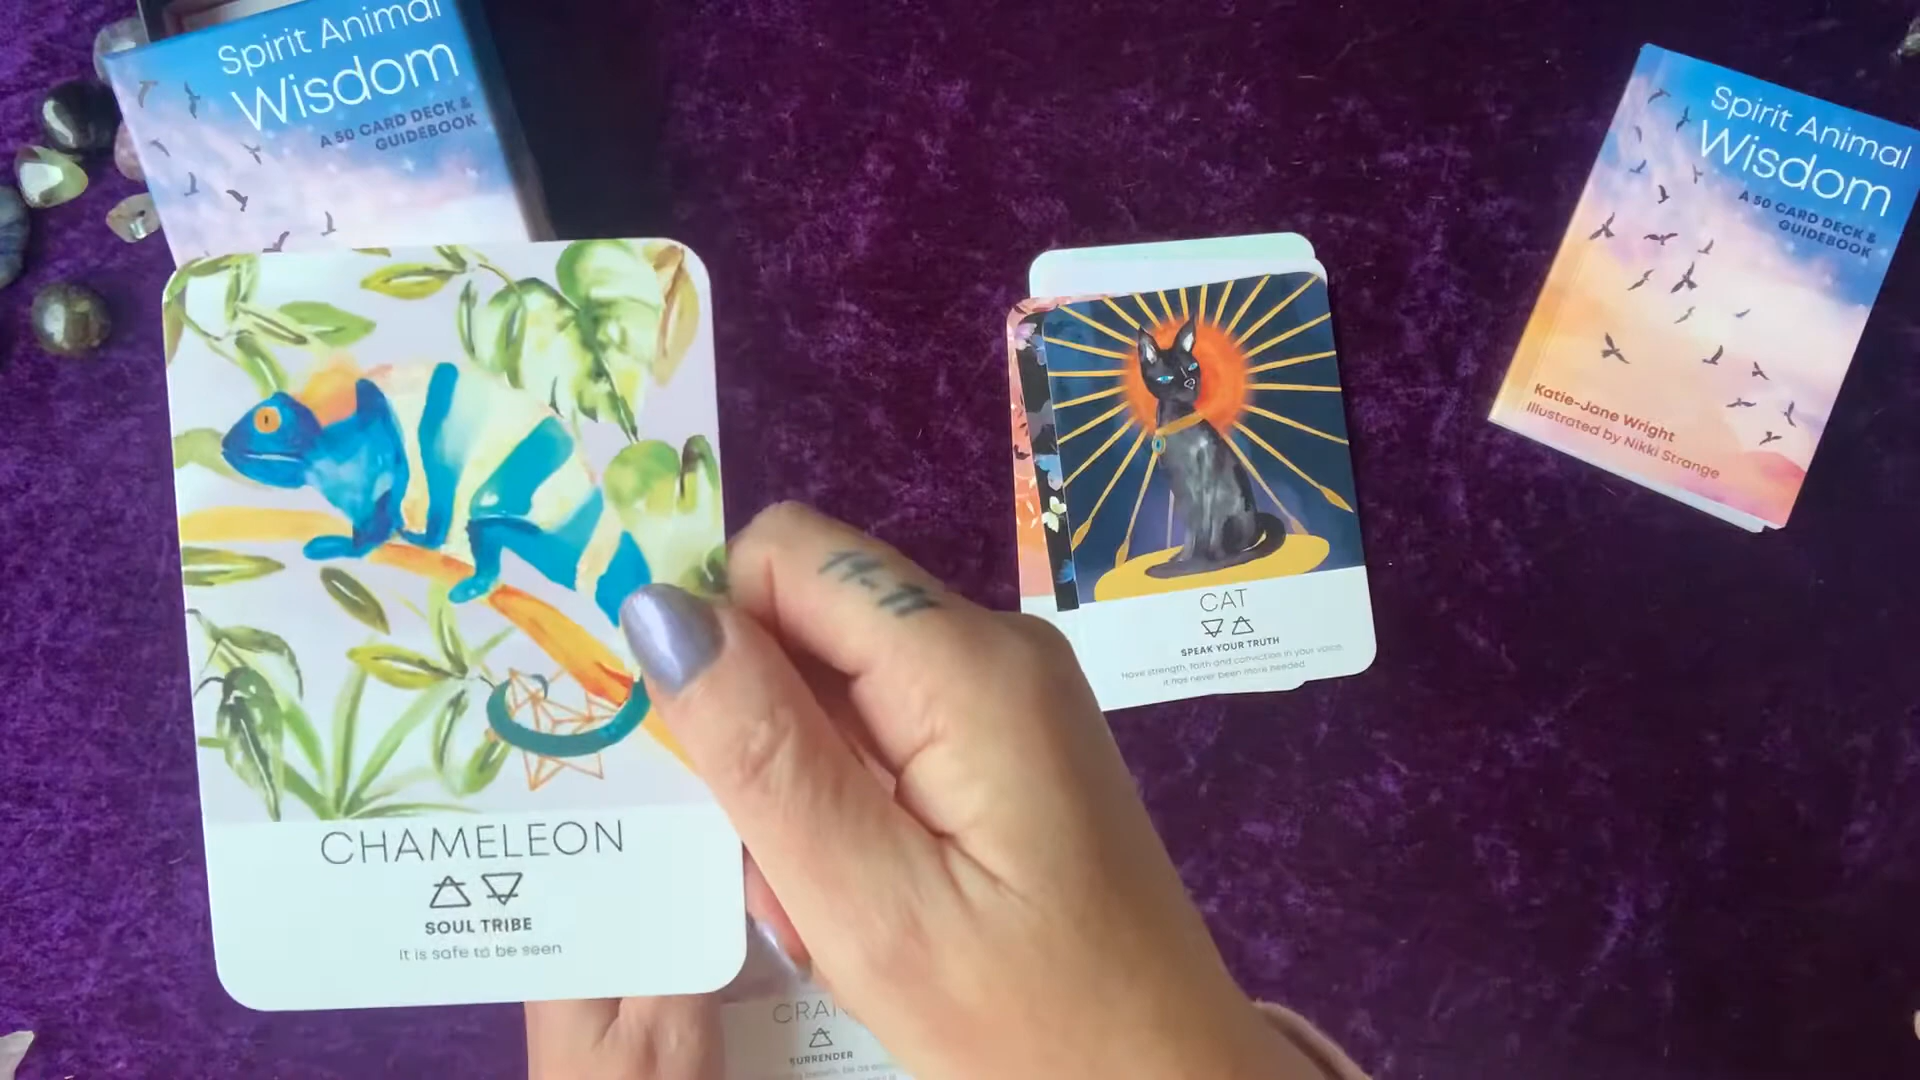 Spirit Animal
Wisdom
A 50 CARD DECK &
GUIDEBOOK
Spirit Animal
Wisdom
A 50 CARD DECK &
GUIDEBOOK
Katie-Jane Wright
Illustrated by Nikki Strange
CAT
SPEAK YOUR TRUTH
Have strength, faith and conviction in your voice,
it has never been more needed.
CHAMELEON
SOUL TRIBE
It is safe to be seen
CRAN
SURRENDER